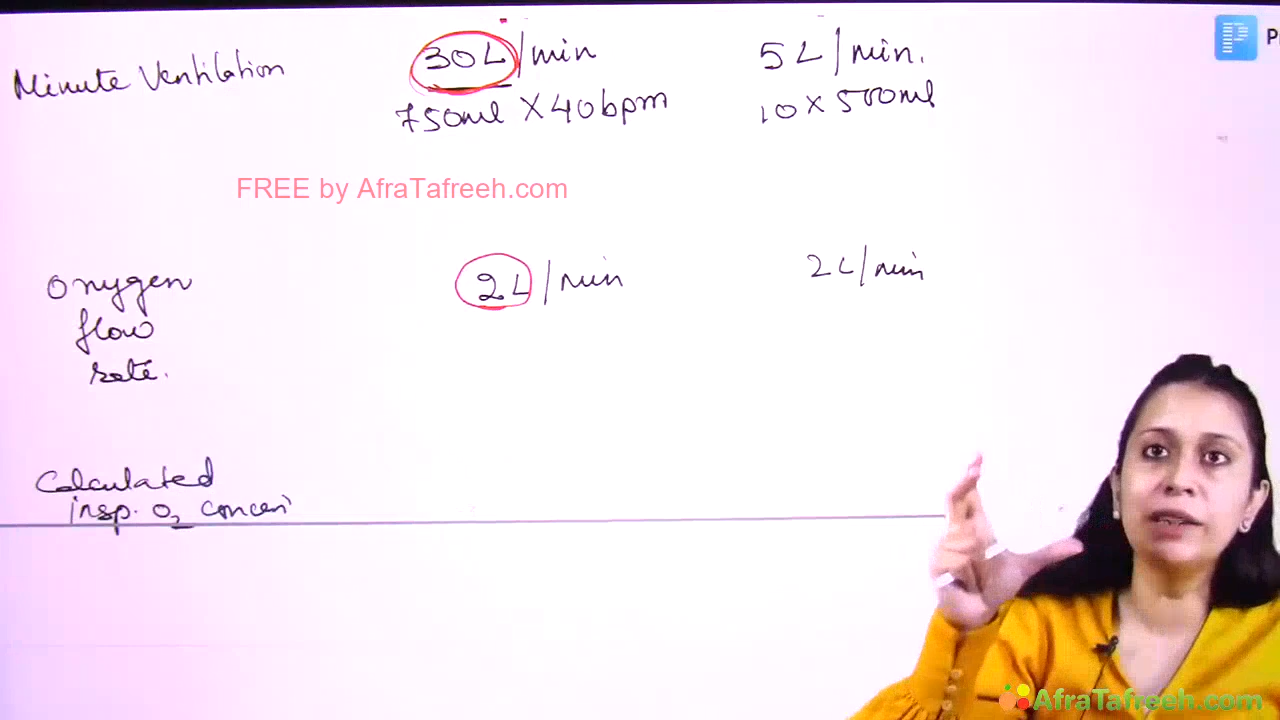 Minute Ventilation 30L/min 5L/min.
750ml X 40bpm 10 x 500ml
FREE by AfraTafreeh.com
Oxygen 2L/min 2L/min
flow
rate.
Calculated
insp. O2 concen
P
AfraTafreeh.com